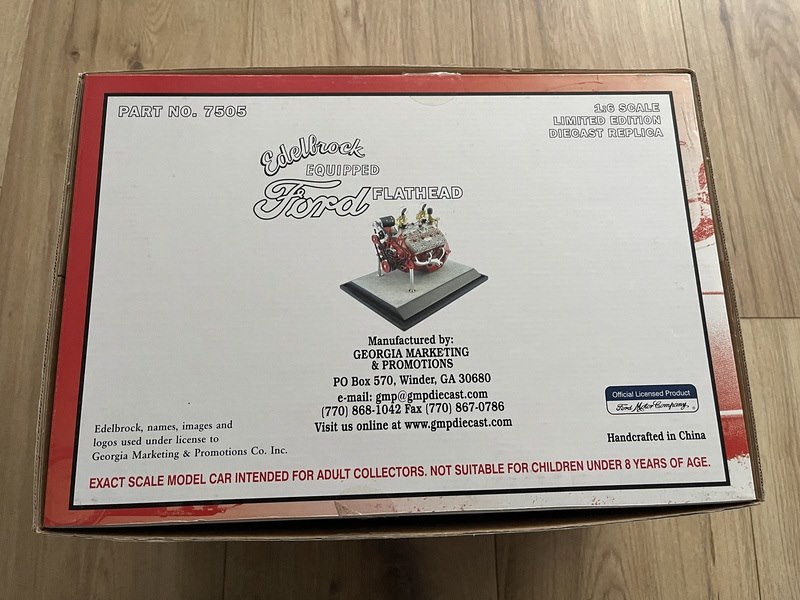 PART NO. 7505
1:6 SCALE
LIMITED EDITION
DIECAST REPLICA
Edelbrock
EQUIPPED
Ford FLATHEAD
Manufactured by:
GEORGIA MARKETING
& PROMOTIONS
PO Box 570, Winder, GA 30680
e-mail: gmp@gmpdiecast.com
(770) 868-1042 Fax (770) 867-0786
Visit us online at www.gmpdiecast.com
Edelbrock, names, images and
logos used under license to
Georgia Marketing & Promotions Co. Inc.
Official Licensed Product
Ford Motor Company
Handcrafted in China
EXACT SCALE MODEL CAR INTENDED FOR ADULT COLLECTORS. NOT SUITABLE FOR CHILDREN UNDER 8 YEARS OF AGE.